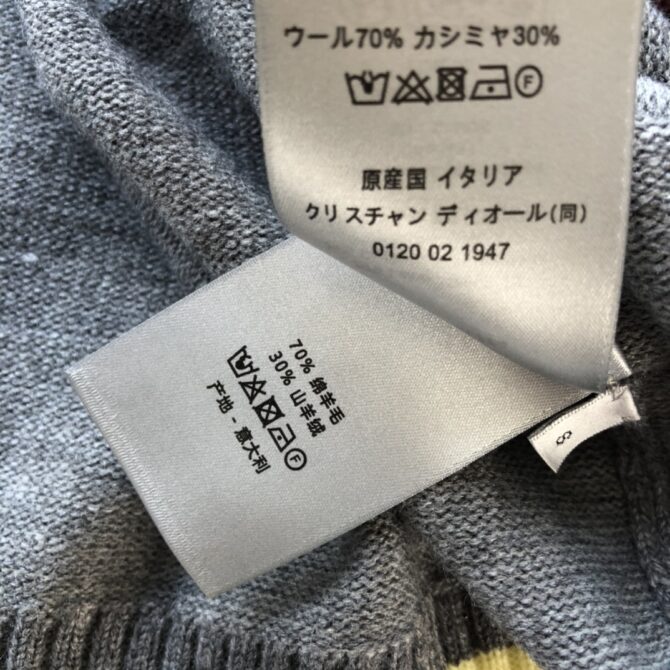 ウール70% カシミヤ30%
F
原産国 イタリア
クリスチャン ディオール(同)
0120 02 1947
70% 绵羊毛
30% 山羊绒
F
产地 - 意大利
8